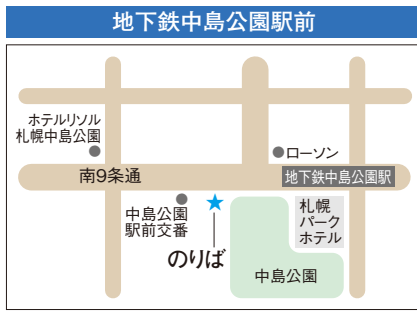 地下鉄中島公園駅前
ホテルリソル
札幌中島公園
ローソン
南9条通
地下鉄中島公園駅
中島公園
駅前交番
札幌
パーク
ホテル
のりば
中島公園